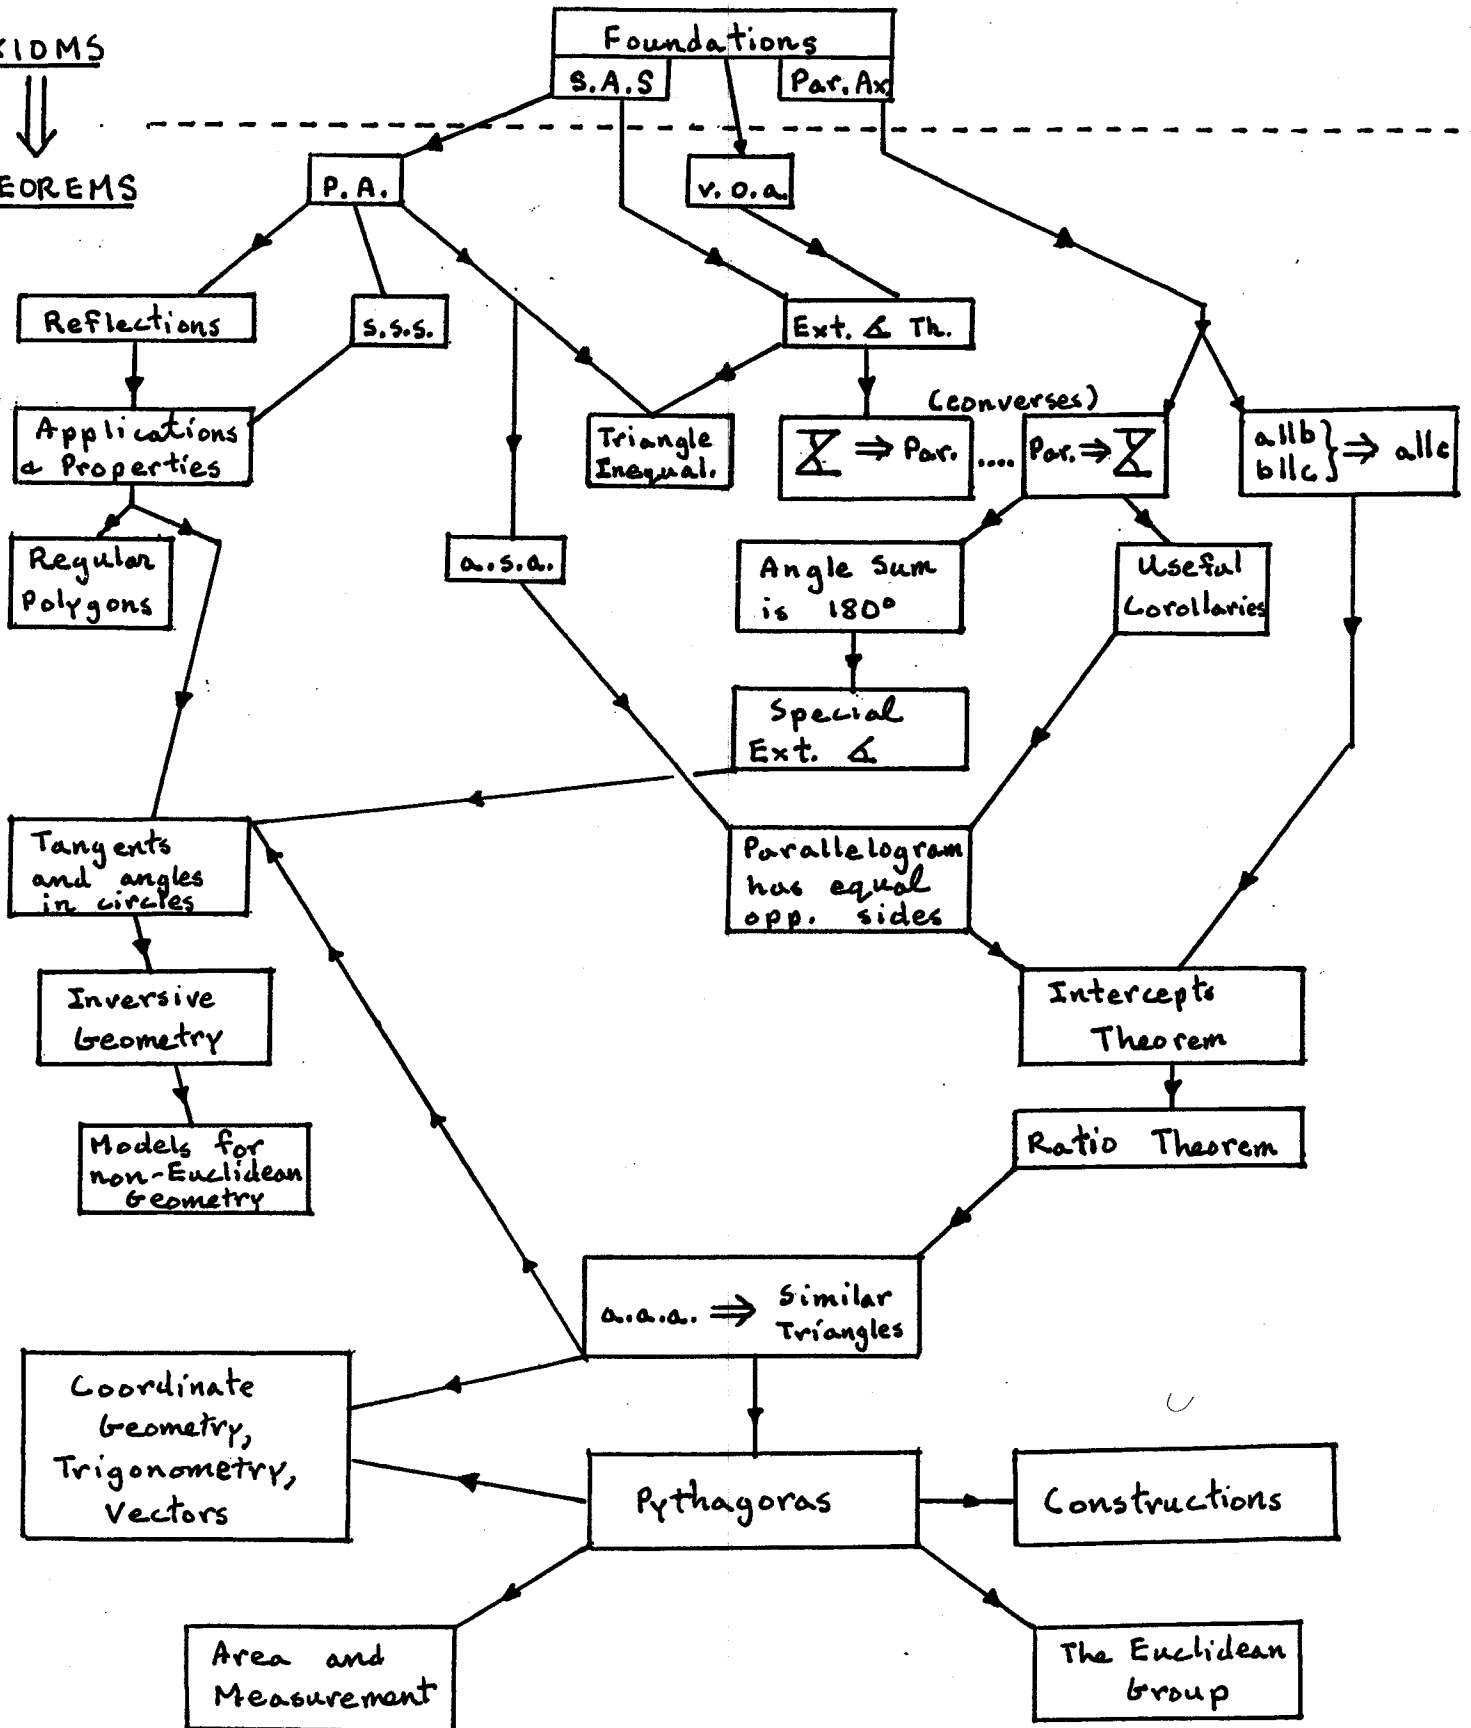 XIOMS
Foundations
S.A.S
Par. Ax.
EOREMS
P.A.
v.o.a.
Reflections
s.s.s.
Ext. ∡ Th.
(converses)
Applications
& Properties
Triangle
Inequal.
⇒ Par.
....
Par. ⇒
a||b
b||c } ⇒ a||c
Regular
Polygons
a.s.a.
Angle Sum
is 180°
Useful
Corollaries
Special
Ext. ∡
Tangents
and angles
in circles
Parallelogram
has equal
opp. sides
Inversive
Geometry
Intercepts
Theorem
Models for
non-Euclidean
Geometry
Ratio Theorem
a.a.a. ⇒ Similar
Triangles
Coordinate
Geometry,
Trigonometry,
Vectors
Pythagoras
Constructions
Area and
Measurement
The Euclidean
Group